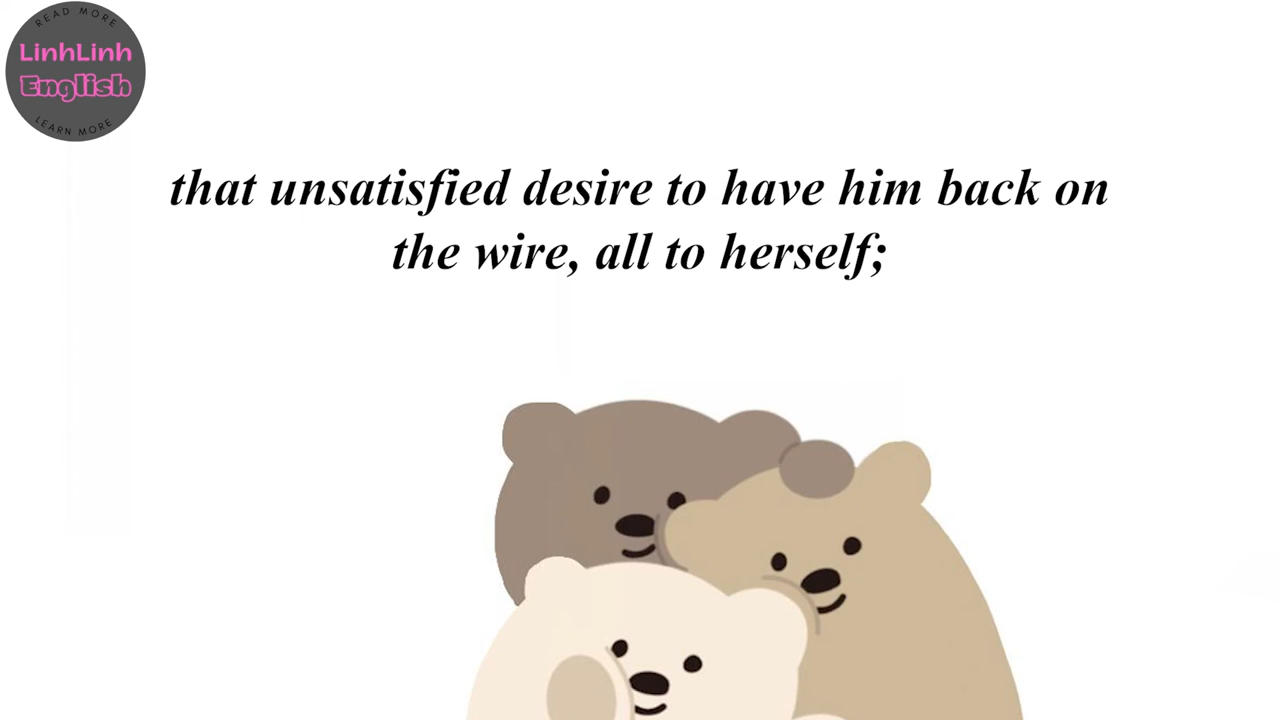 READ MORE
LinhLinh
English
LEARN MORE
that unsatisfied desire to have him back on
the wire, all to herself;